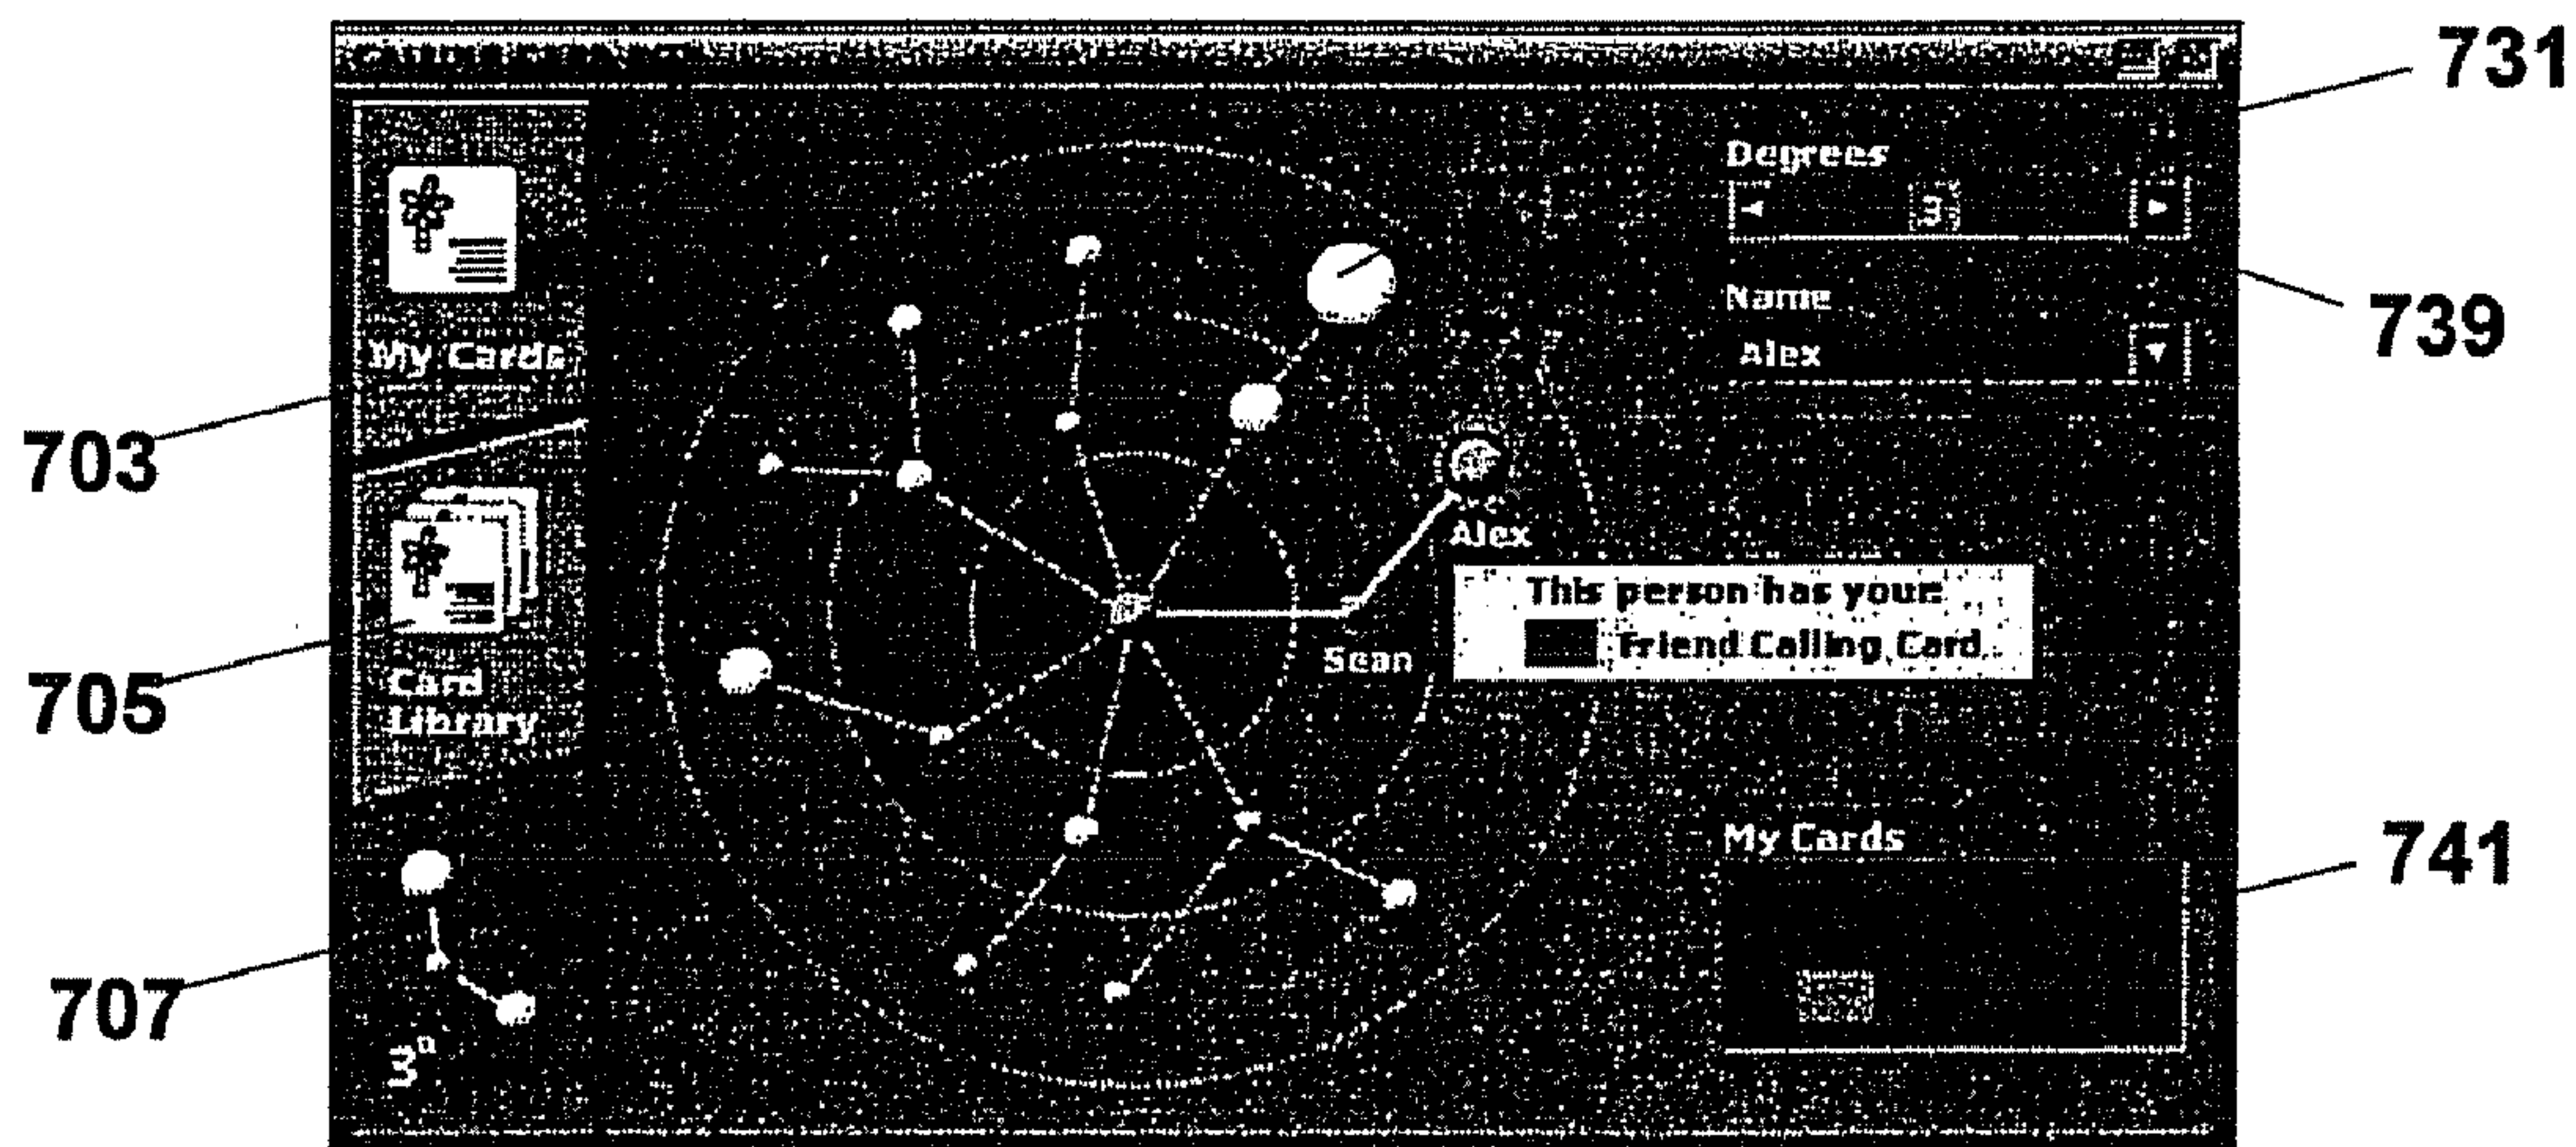 731
Degrees
3
Name
Alex
739
My Cards
703
Alex
This person has your:
Friend Calling Card
Sean
Card
Library
705
My Cards
741
707
3°